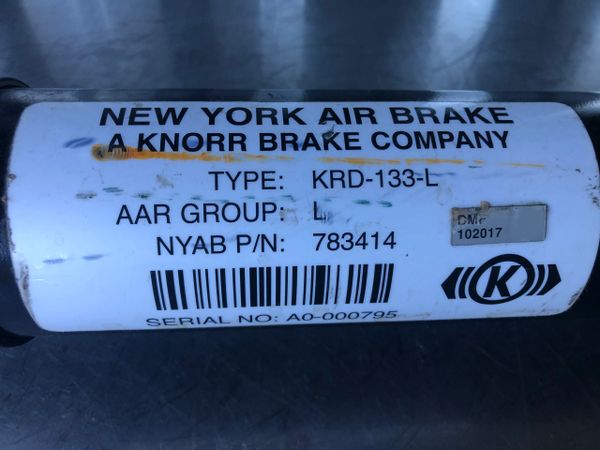 NEW YORK AIR BRAKE
A KNORR BRAKE COMPANY
TYPE: KRD-133-L
AAR GROUP: L
NYAB P/N: 783414
102017
K
SERIAL NO: A0-000795